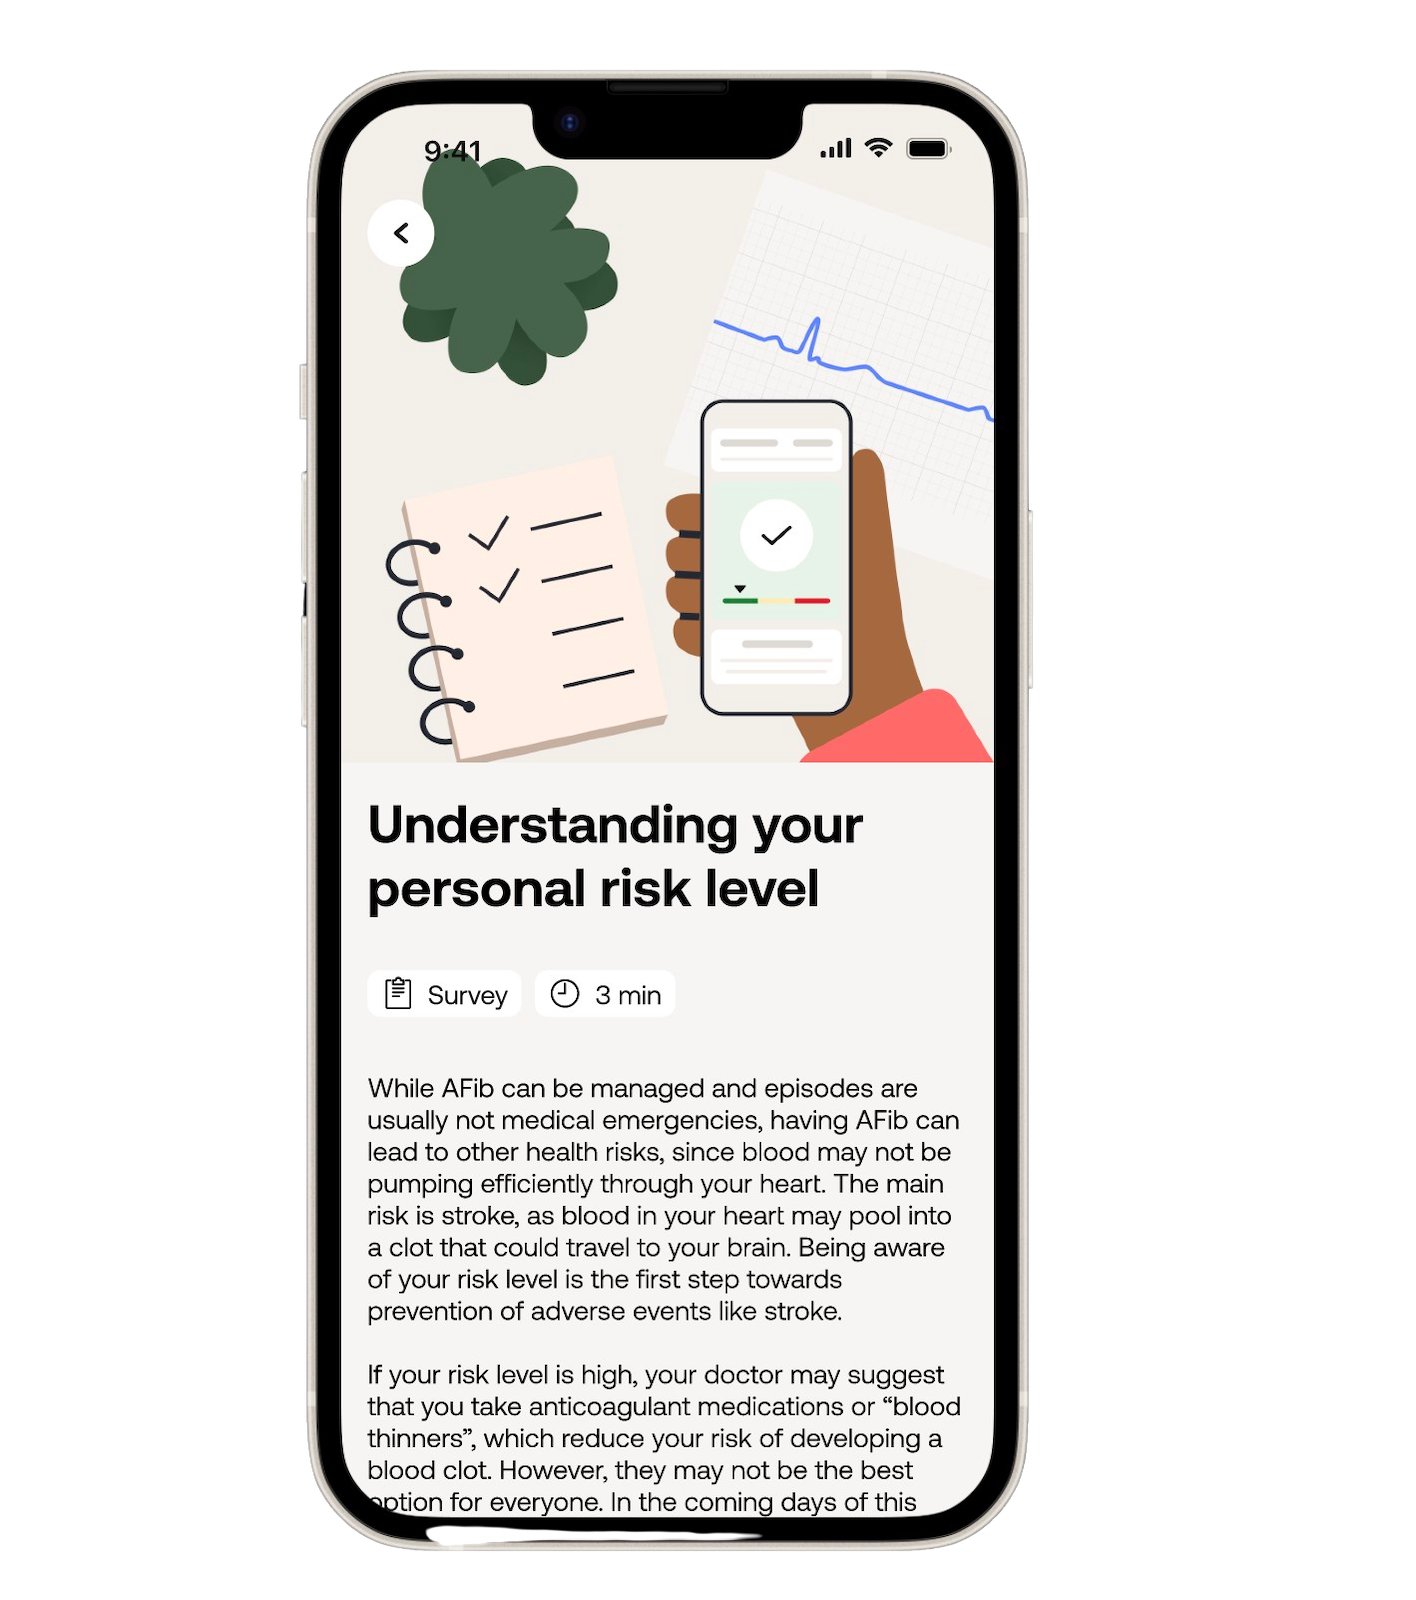 9:41
Understanding your
personal risk level
Survey
3 min
While AFib can be managed and episodes are
usually not medical emergencies, having AFib can
lead to other health risks, since blood may not be
pumping efficiently through your heart. The main
risk is stroke, as blood in your heart may pool into
a clot that could travel to your brain. Being aware
of your risk level is the first step towards
prevention of adverse events like stroke.
If your risk level is high, your doctor may suggest
that you take anticoagulant medications or “blood
thinners”, which reduce your risk of developing a
blood clot. However, they may not be the best
option for everyone. In the coming days of this